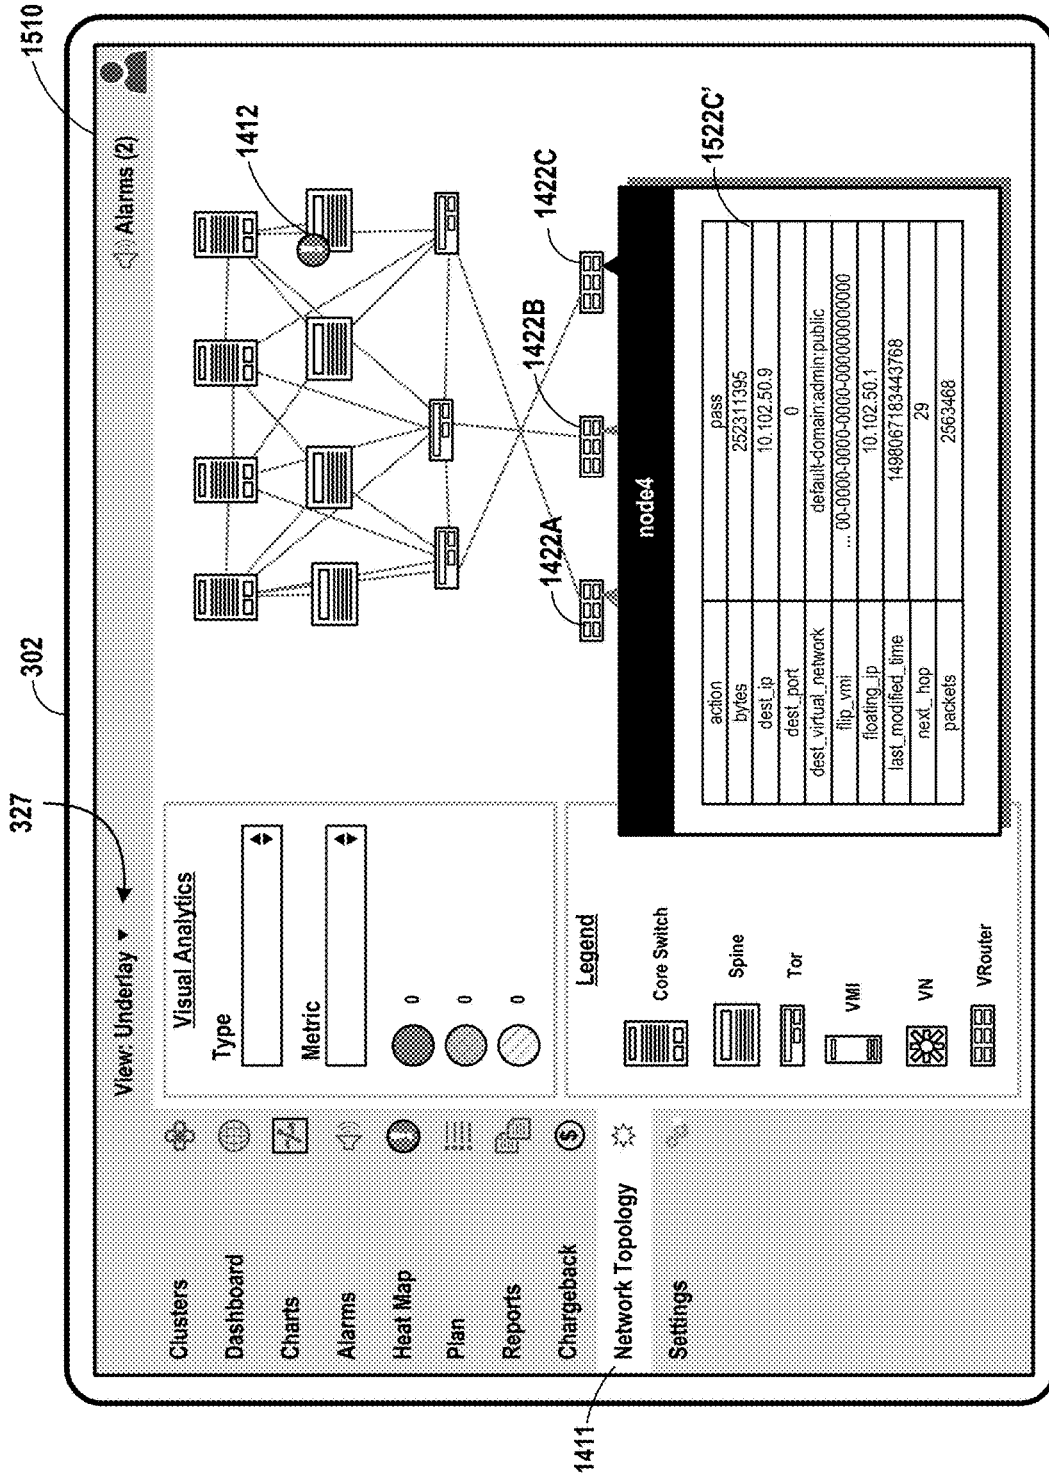 302
327
1510
View: Underlay
Alarms (2)
Clusters
Dashboard
Charts
Alarms
Heat Map
Plan
Reports
Chargeback
Network Topology
Settings
1411
Visual Analytics
Type
Metric
0
0
0
Legend
Core Switch
Spine
Tor
VMI
VN
VRouter
1412
1422A
1422B
1422C
node4
1522C'
action pass
bytes 252311395
dest_ip 10.102.50.9
dest_port 0
dest_virtual_network default-domain:admin:public
flip_vmi ... 00-0000-0000-0000-000000000000
floating_ip 10.102.50.1
last_modified_time 1498067183443768
next_ hop 29
packets 2563468